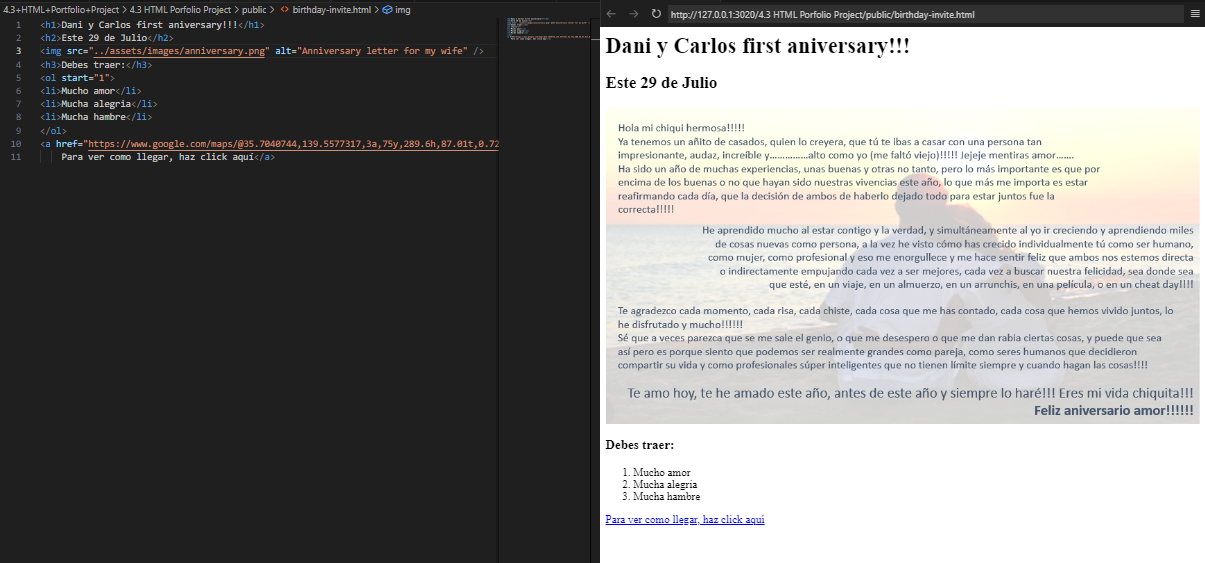 4.3+HTML+Portfolio+Project > 4.3 HTML Porfolio Project > public > <> birthday-invite.html > img
1 <h1>Dani y Carlos first aniversary!!!</h1>
2 <h2>Este 29 de Julio</h2>
3 <img src="../assets/images/anniversary.png" alt="Anniversary letter for my wife" />
4 <h3>Debes traer:</h3>
5 <ol start="1">
6 <li>Mucho amor</li>
7 <li>Mucha alegria</li>
8 <li>Mucha hambre</li>
9 </ol>
10 <a href="https://www.google.com/maps/@35.7040744,139.5577317,3a,75y,289.6h,87.01t,0.72
11 Para ver como llegar, haz click aquí</a>
http://127.0.0.1:3020/4.3 HTML Porfolio Project/public/birthday-invite.html
Dani y Carlos first aniversary!!!
Este 29 de Julio
Hola mi chiqui hermosa!!!!!
Ya tenemos un añito de casados, quien lo creyera, que tú te ibas a casar con una persona tan
impresionante, audaz, increíble y……………alto como yo (me faltó viejo)!!!!! Jejeje mentiras amor…….
Ha sido un año de muchas experiencias, unas buenas y otras no tanto, pero lo más importante es que por
encima de los buenas o no que hayan sido nuestras vivencias este año, lo que más me importa es estar
reafirmando cada día, que la decisión de ambos de haberlo dejado todo para estar juntos fue la
correcta!!!!!
He aprendido mucho al estar contigo y la verdad, y simultáneamente al yo ir creciendo y aprendiendo miles
de cosas nuevas como persona, a la vez he visto cómo has crecido individualmente tú como ser humano,
como mujer, como profesional y eso me enorgullece y me hace sentir feliz que ambos nos estemos directa
o indirectamente empujando cada vez a ser mejores, cada vez a buscar nuestra felicidad, sea donde sea
que esté, en un viaje, en un almuerzo, en un arrunchis, en una película, o en un cheat day!!!!
Te agradezco cada momento, cada risa, cada chiste, cada cosa que me has contado, cada cosa que hemos vivido juntos, lo
he disfrutado y mucho!!!!!!
Sé que a veces parezca que se me sale el genio, o que me desespero o que me dan rabia ciertas cosas, y puede que sea
así pero es porque siento que podemos ser realmente grandes como pareja, como seres humanos que decidieron
compartir su vida y como profesionales súper inteligentes que no tienen límite siempre y cuando hagan las cosas!!!!
Te amo hoy, te he amado este año, antes de este año y siempre lo haré!!! Eres mi vida chiquita!!!
Feliz aniversario amor!!!!!!
Debes traer:
1. Mucho amor
2. Mucha alegria
3. Mucha hambre
Para ver como llegar, haz click aquí